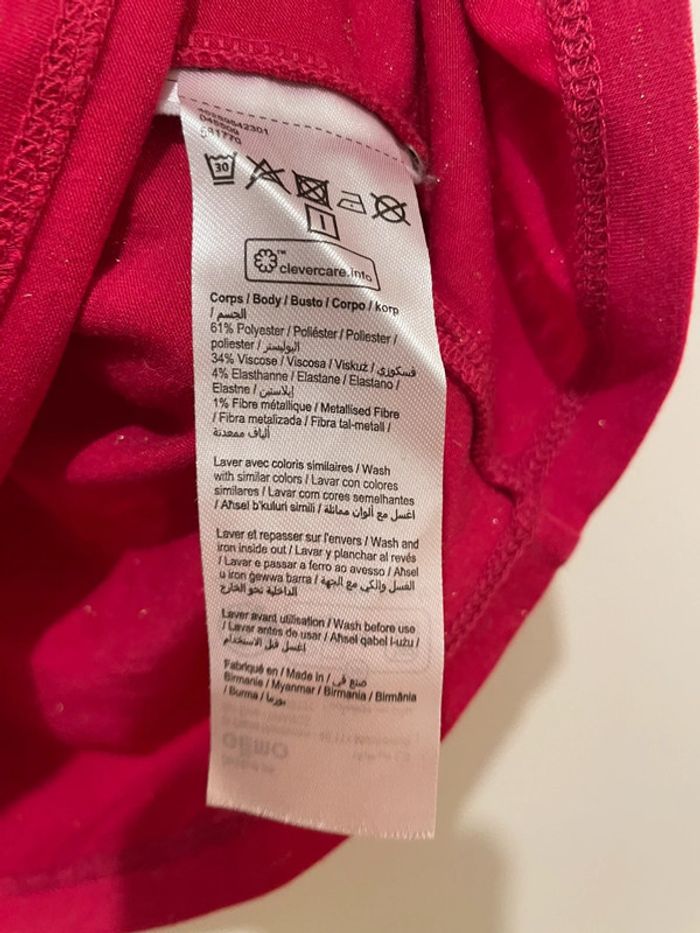 D45509
591770
30
™
clevercare.info
Corps / Body / Busto / Corpo / korp
/ الجسم
61% Polyester / Poliéster / Poliester /
poliester / البوليستر
34% Viscose / Viscosa / Viskuż / فسكوزي
4% Elasthanne / Elastane / Elastano /
Elastne / إيلاستين
1% Fibre métallique / Metallised Fibre
/ Fibra metalizada / Fibra tal-metall /
ألياف ممعدنة
Laver avec coloris similaires / Wash
with similar colors / Lavar con colores
similares / Lavar com cores semelhantes
/ Aħsel b'kuluri simili / اغسل مع ألوان مماثلة
Laver et repasser sur l'envers / Wash and
iron inside out / Lavar y planchar al revés
/ Lavar e passar a ferro ao avesso / Aħsel
u iron ġewwa barra / الغسل والكي مع الجهة
الداخلية نحو الخارج
Laver avant utilisation / Wash before use
/ Lavar antes de usar / Aħsel qabel l-użu /
اغسل قبل الاستخدام
Fabriqué en / Made in / صنع في
Birmanie / Myanmar / Birmania / Birmânia
/ Burma / بورما